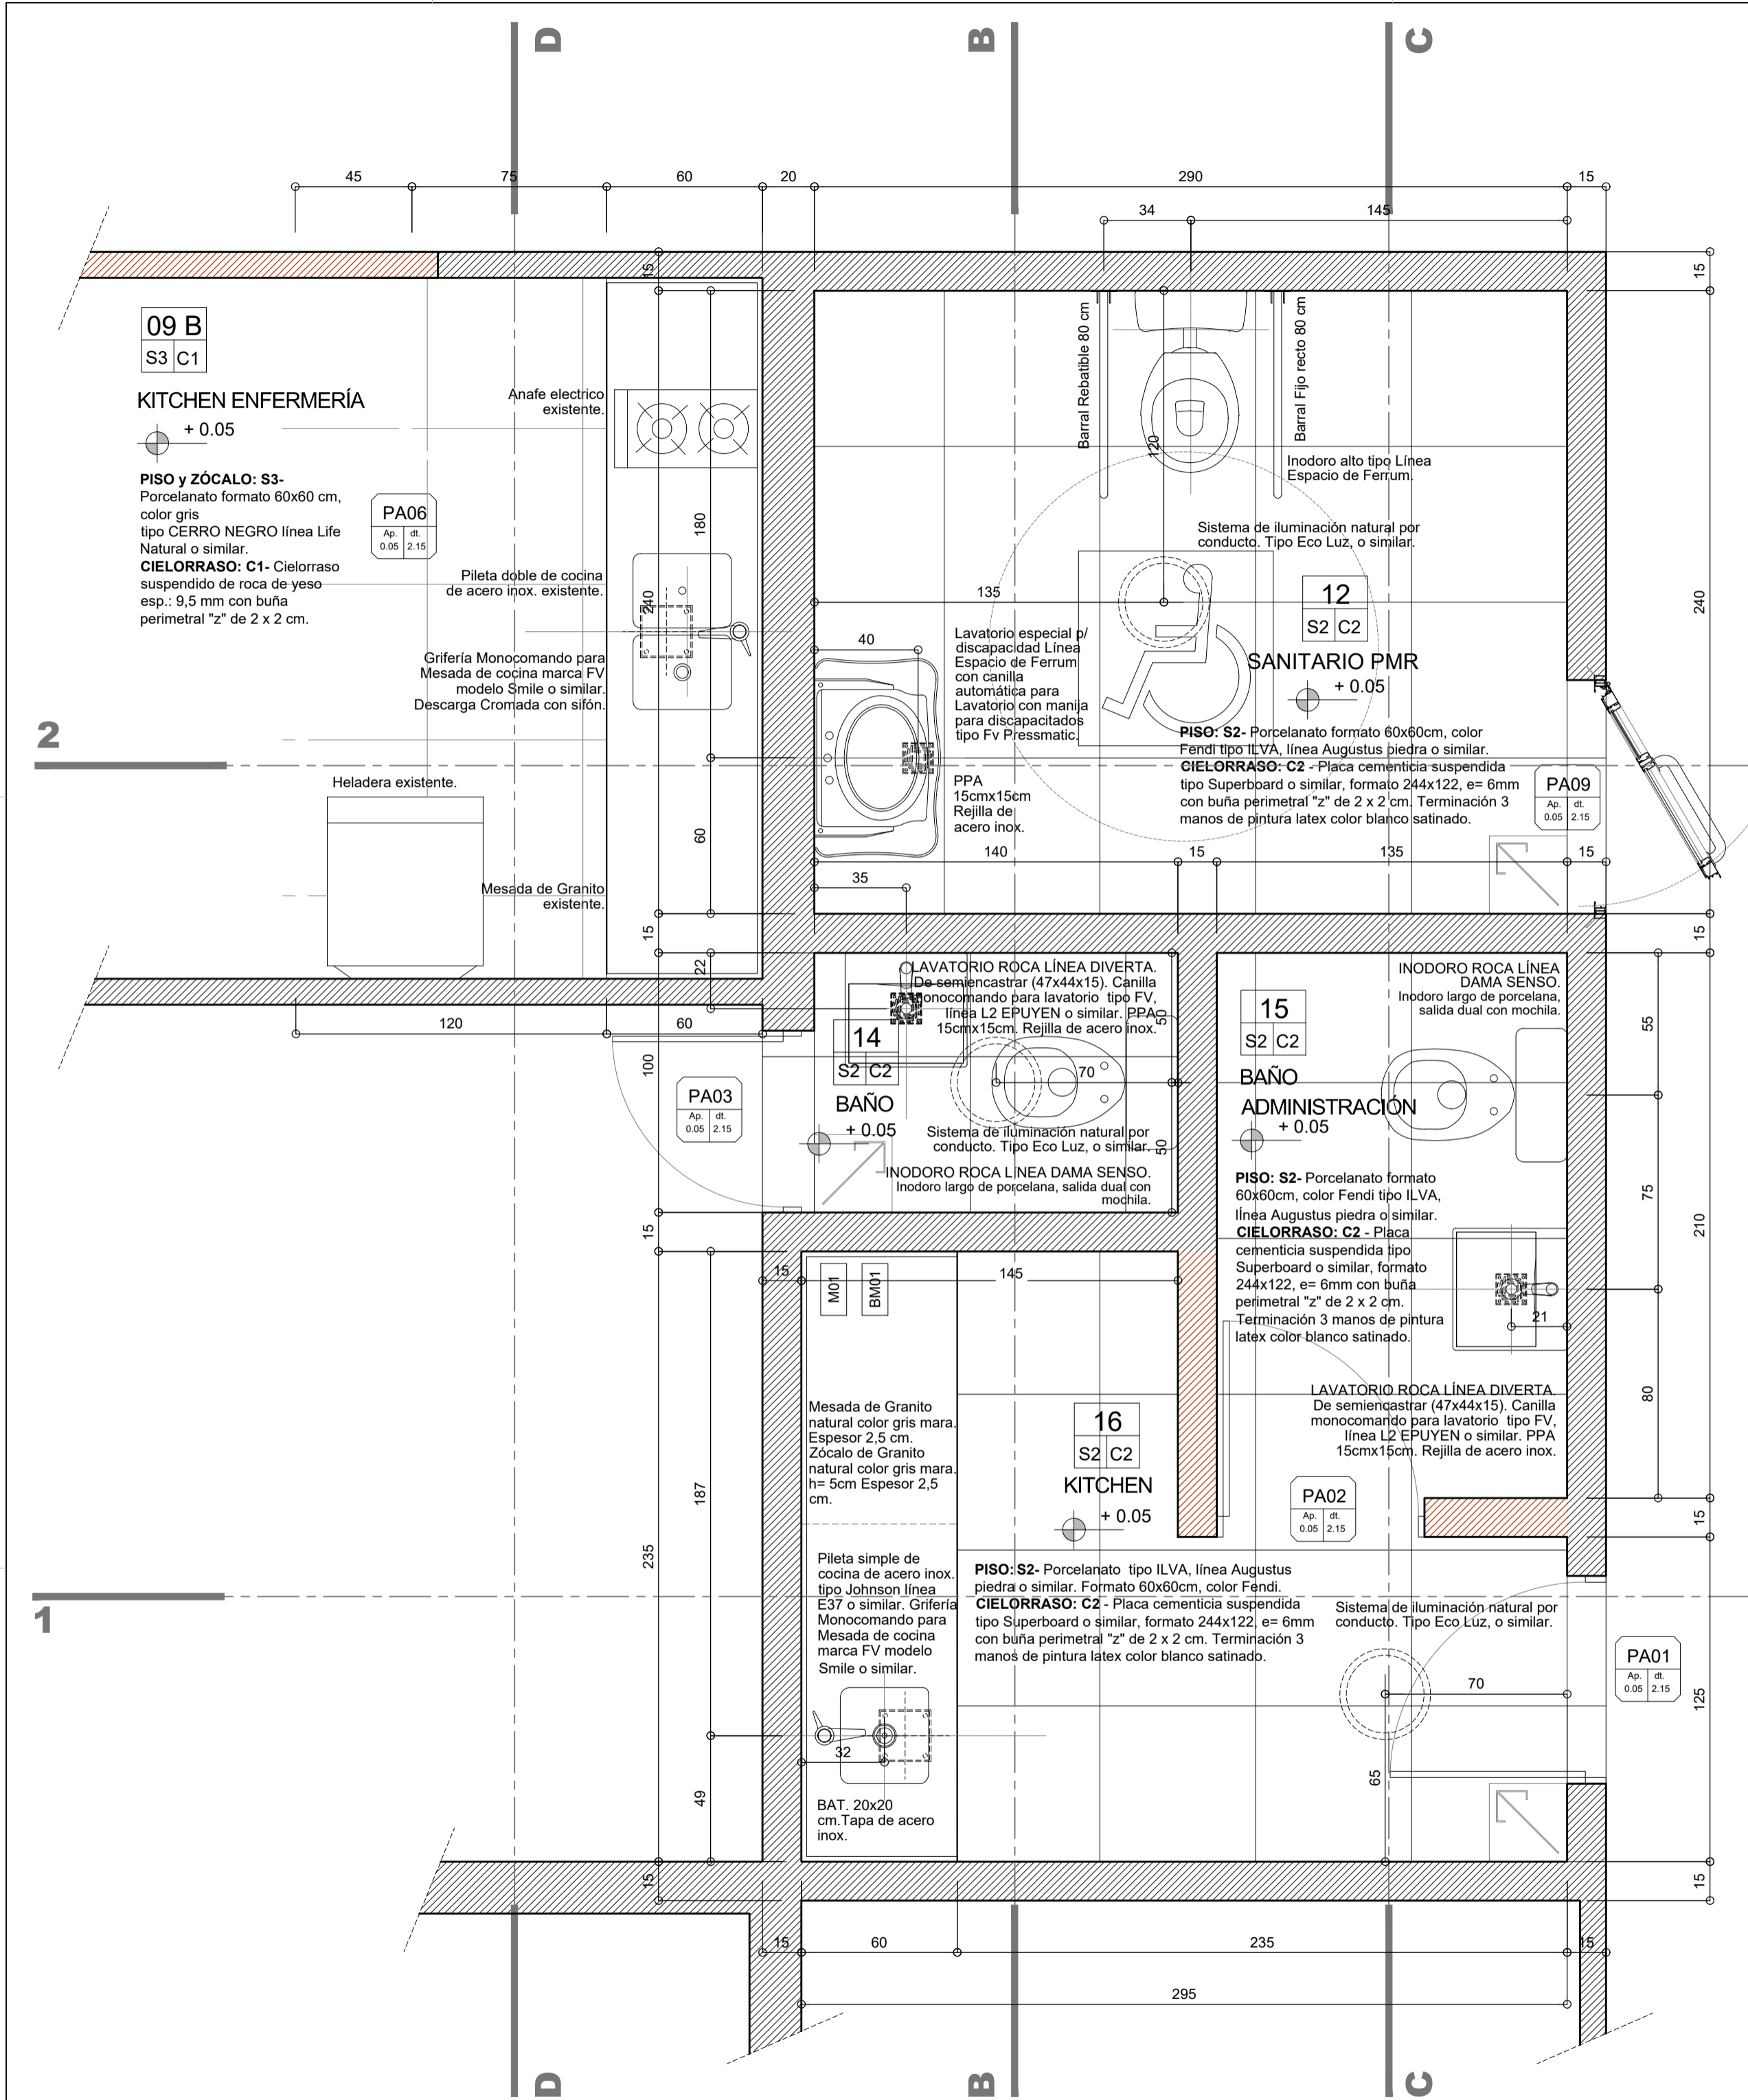 D
B
C
45
75
60
20
290
15
34
145
15
15
09 B
S3 C1
KITCHEN ENFERMERÍA
+ 0.05
PISO y ZÓCALO: S3-
Porcelanato formato 60x60 cm,
color gris
tipo CERRO NEGRO línea Life
Natural o similar.
CIELORRASO: C1- Cielorraso
suspendido de roca de yeso
esp.: 9,5 mm con buña
perimetral "z" de 2 x 2 cm.
PA06
Ap. dt.
0.05 2.15
Anafe electrico
existente.
Pileta doble de cocina
de acero inox. existente.
Grifería Monocomando para
Mesada de cocina marca FV
modelo Smile o similar.
Descarga Cromada con sifón.
Heladera existente.
Mesada de Granito
existente.
180
240
60
15
22
Barral Rebatible 80 cm
120
Barral Fijo recto 80 cm
Inodoro alto tipo Línea
Espacio de Ferrum.
Sistema de iluminación natural por
conducto. Tipo Eco Luz, o similar.
135
40
Lavatorio especial p/
discapacidad Línea
Espacio de Ferrum
con canilla
automática para
Lavatorio con manija
para discapacitados
tipo Fv Pressmatic.
PPA
15cmx15cm
Rejilla de
acero inox.
12
S2 C2
SANITARIO PMR
+ 0.05
PISO: S2- Porcelanato formato 60x60cm, color
Fendi tipo ILVA, línea Augustus piedra o similar.
CIELORRASO: C2 - Placa cementicia suspendida
tipo Superboard o similar, formato 244x122, e= 6mm
con buña perimetral "z" de 2 x 2 cm. Terminación 3
manos de pintura latex color blanco satinado.
PA09
Ap. dt.
0.05 2.15
240
2
140
15
135
15
35
15
120
60
100
PA03
Ap. dt.
0.05 2.15
LAVATORIO ROCA LÍNEA DIVERTA.
De semiencastrar (47x44x15). Canilla
monocomando para lavatorio tipo FV,
línea L2 EPUYEN o similar. PPA
15cmx15cm. Rejilla de acero inox.
50
14
S2 C2
BAÑO
+ 0.05
70
Sistema de iluminación natural por
conducto. Tipo Eco Luz, o similar.
50
INODORO ROCA LÍNEA DAMA SENSO.
Inodoro largo de porcelana, salida dual con
mochila.
INODORO ROCA LÍNEA
DAMA SENSO.
Inodoro largo de porcelana,
salida dual con mochila.
15
S2 C2
BAÑO
ADMINISTRACIÓN
+ 0.05
PISO: S2- Porcelanato formato
60x60cm, color Fendi tipo ILVA,
línea Augustus piedra o similar.
CIELORRASO: C2 - Placa
cementicia suspendida tipo
Superboard o similar, formato
244x122, e= 6mm con buña
perimetral "z" de 2 x 2 cm.
Terminación 3 manos de pintura
latex color blanco satinado.
21
LAVATORIO ROCA LÍNEA DIVERTA.
De semiencastrar (47x44x15). Canilla
monocomando para lavatorio tipo FV,
línea L2 EPUYEN o similar. PPA
15cmx15cm. Rejilla de acero inox.
55
75
80
210
15
15
15
145
M01
BM01
Mesada de Granito
natural color gris mara.
Espesor 2,5 cm.
Zócalo de Granito
natural color gris mara.
h= 5cm Espesor 2,5
cm.
187
235
49
15
Pileta simple de
cocina de acero inox.
tipo Johnson línea
E37 o similar. Grifería
Monocomando para
Mesada de cocina
marca FV modelo
Smile o similar.
32
BAT. 20x20
cm.Tapa de acero
inox.
16
S2 C2
KITCHEN
+ 0.05
PISO: S2- Porcelanato tipo ILVA, línea Augustus
piedra o similar. Formato 60x60cm, color Fendi.
CIELORRASO: C2 - Placa cementicia suspendida
tipo Superboard o similar, formato 244x122, e= 6mm
con buña perimetral "z" de 2 x 2 cm. Terminación 3
manos de pintura latex color blanco satinado.
PA02
Ap. dt.
0.05 2.15
Sistema de iluminación natural por
conducto. Tipo Eco Luz, o similar.
PA01
Ap. dt.
0.05 2.15
70
65
125
15
1
15
60
235
15
295
D
B
C